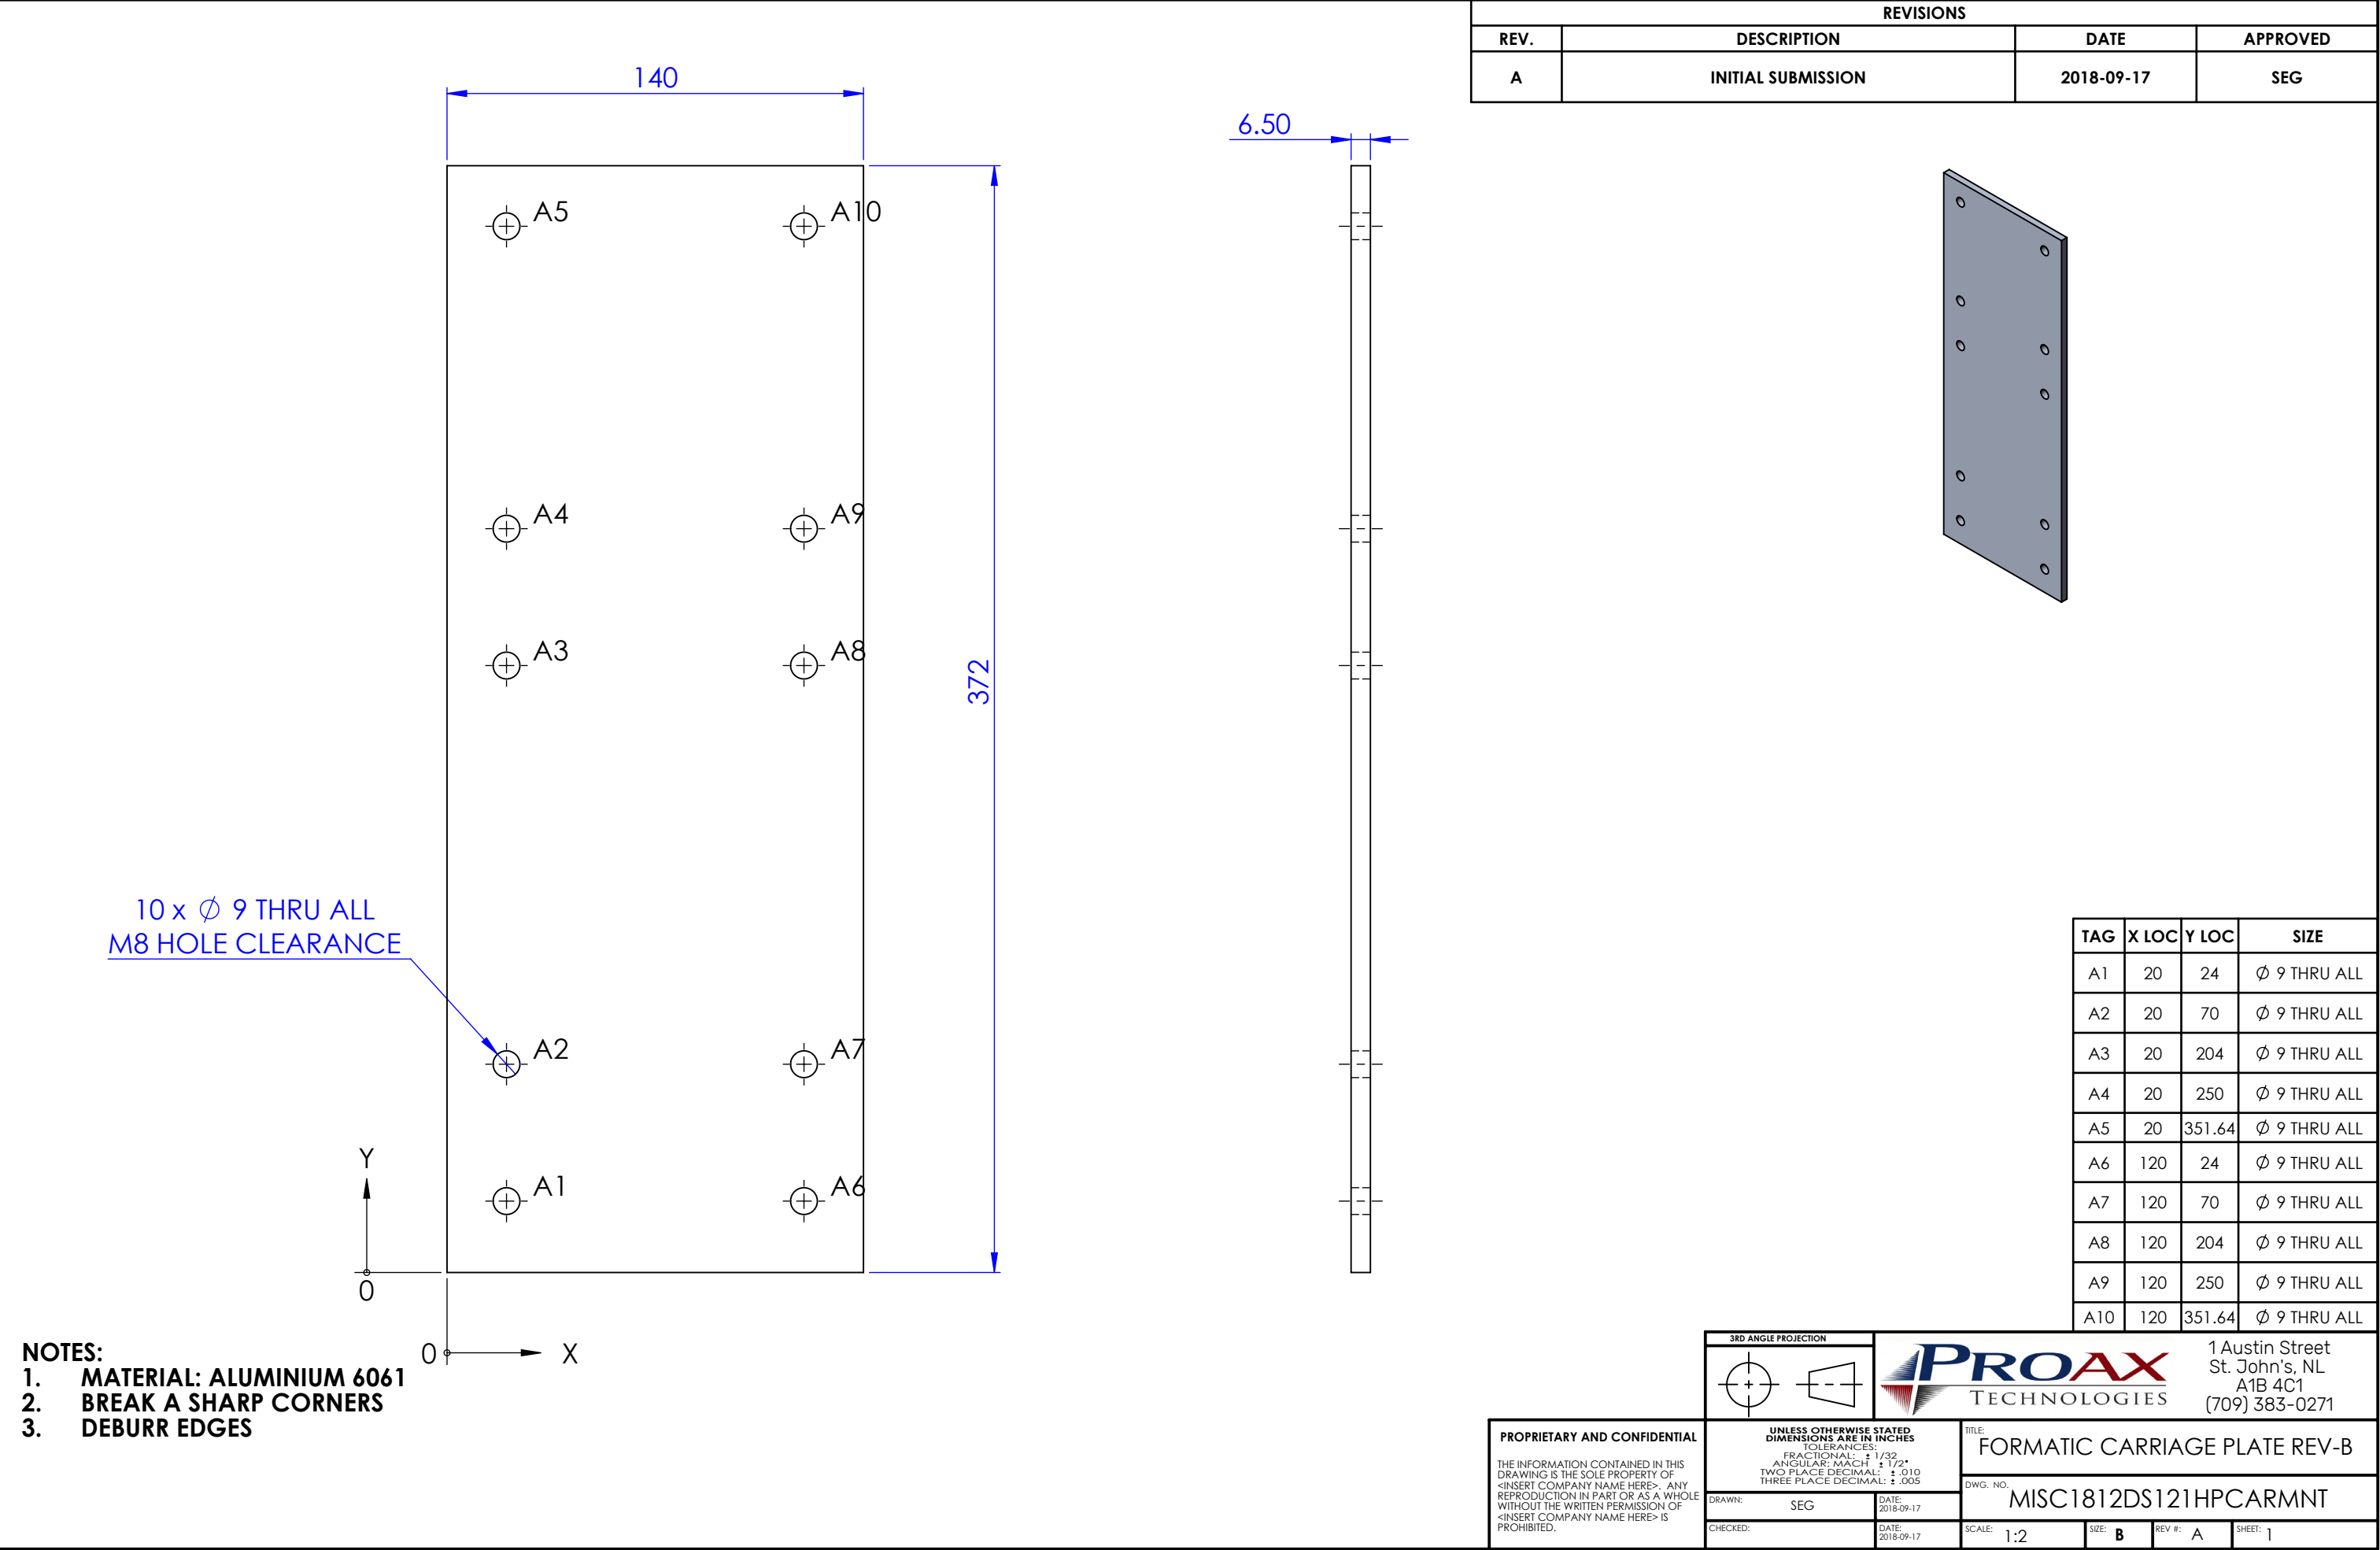 REVISIONS
REV. DESCRIPTION DATE APPROVED
A INITIAL SUBMISSION 2018-09-17 SEG
140
6.50
A5 A10
A4 A9
A3 A8
372
10 x ∅ 9 THRU ALL
M8 HOLE CLEARANCE
A2 A7
Y
A1 A6
0
0 X
TAG X LOC Y LOC SIZE
A1 20 24 ∅ 9 THRU ALL
A2 20 70 ∅ 9 THRU ALL
A3 20 204 ∅ 9 THRU ALL
A4 20 250 ∅ 9 THRU ALL
A5 20 351.64 ∅ 9 THRU ALL
A6 120 24 ∅ 9 THRU ALL
A7 120 70 ∅ 9 THRU ALL
A8 120 204 ∅ 9 THRU ALL
A9 120 250 ∅ 9 THRU ALL
A10 120 351.64 ∅ 9 THRU ALL
NOTES:
1. MATERIAL: ALUMINIUM 6061
2. BREAK A SHARP CORNERS
3. DEBURR EDGES
3RD ANGLE PROJECTION
PROAX
TECHNOLOGIES
1 Austin Street
St. John's, NL
A1B 4C1
(709) 383-0271
PROPRIETARY AND CONFIDENTIAL
THE INFORMATION CONTAINED IN THIS
DRAWING IS THE SOLE PROPERTY OF
<INSERT COMPANY NAME HERE>. ANY
REPRODUCTION IN PART OR AS A WHOLE
WITHOUT THE WRITTEN PERMISSION OF
<INSERT COMPANY NAME HERE> IS
PROHIBITED.
UNLESS OTHERWISE STATED
DIMENSIONS ARE IN INCHES
TOLERANCES:
FRACTIONAL: ± 1/32
ANGULAR: MACH ± 1/2°
TWO PLACE DECIMAL: ± .010
THREE PLACE DECIMAL: ± .005
TITLE:
FORMATIC CARRIAGE PLATE REV-B
DWG. NO.
MISC1812DS121HPCARMNT
DRAWN: SEG DATE: 2018-09-17
CHECKED: DATE: 2018-09-17
SCALE: 1:2 SIZE: B REV #: A SHEET: 1